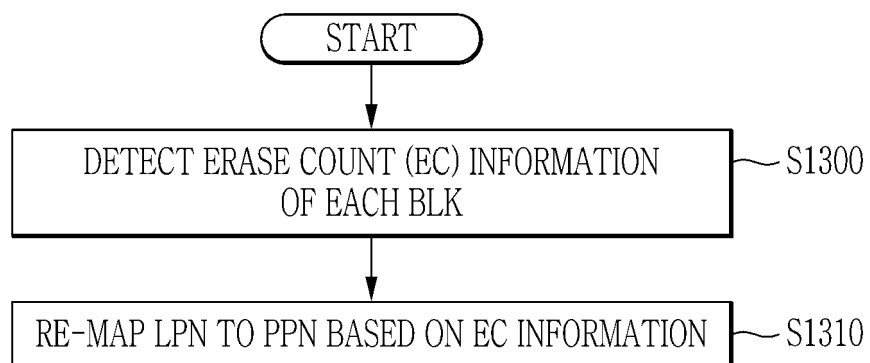 START
DETECT ERASE COUNT (EC) INFORMATION
OF EACH BLK
S1300
RE-MAP LPN TO PPN BASED ON EC INFORMATION
S1310